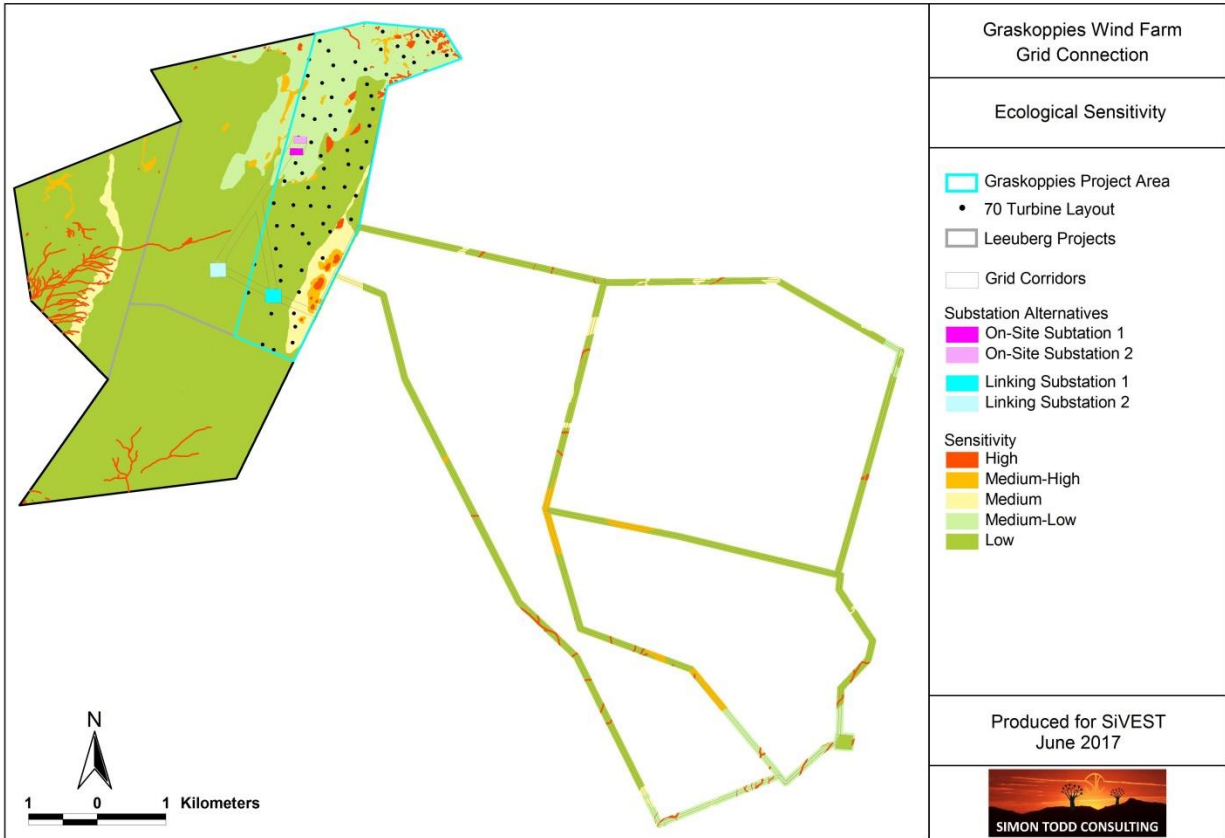 Graskoppies Wind Farm
Grid Connection
Ecological Sensitivity
Graskoppies Project Area
70 Turbine Layout
Leeuberg Projects
Grid Corridors
Substation Alternatives
On-Site Subtation 1
On-Site Substation 2
Linking Substation 1
Linking Substation 2
Sensitivity
High
Medium-High
Medium
Medium-Low
Low
N
1 0 1 Kilometers
Produced for SiVEST
June 2017
SIMON TODD CONSULTING